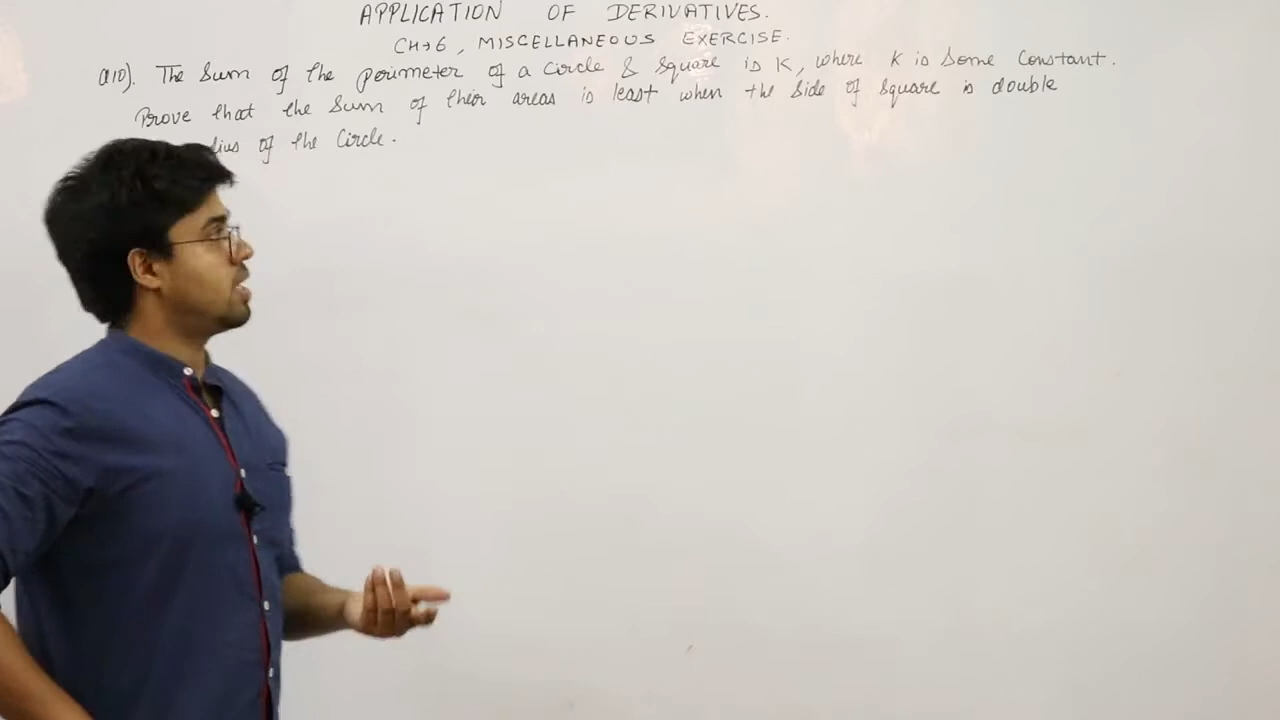 APPLICATION OF DERIVATIVES.
CH→6, MISCELLANEOUS EXERCISE.
Q10). The Sum of the perimeter of a Circle & Square is K, where K is Some Constant.
Prove that the Sum of their areas is least when the Side of Square is double
of the Circle.